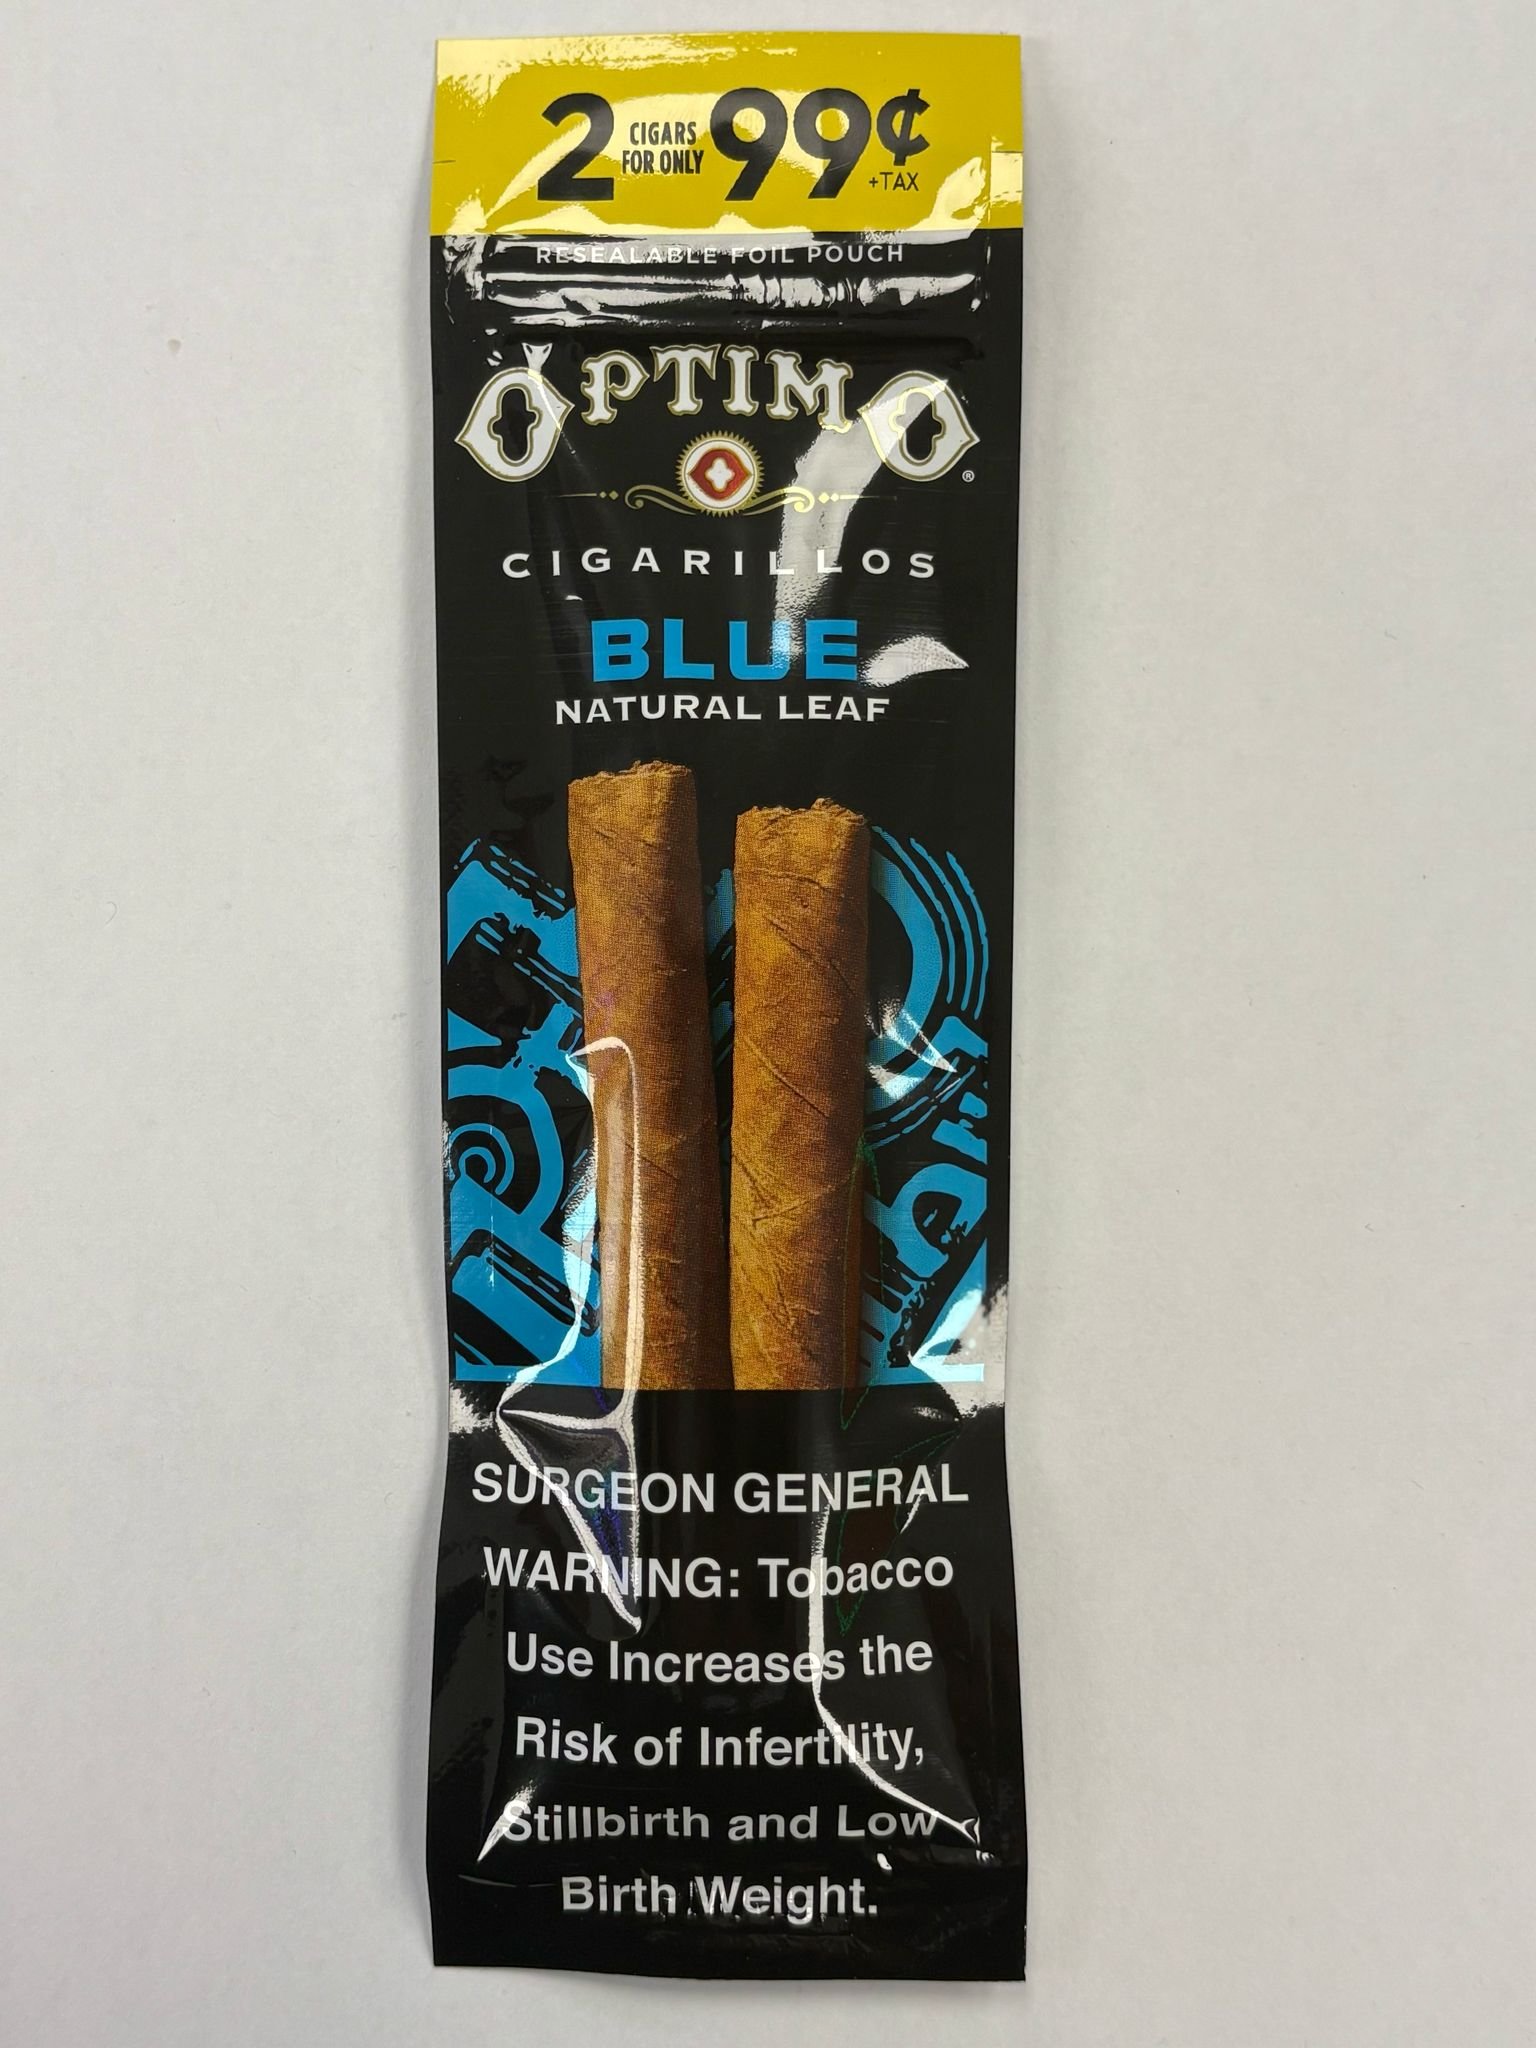 2 CIGARS FOR ONLY 99¢ +TAX
RESEALABLE FOIL POUCH
OPTIMO®
CIGARILLOS
BLUE
NATURAL LEAF
SURGEON GENERAL
WARNING: Tobacco
Use Increases the
Risk of Infertility,
Stillbirth and Low
Birth Weight.